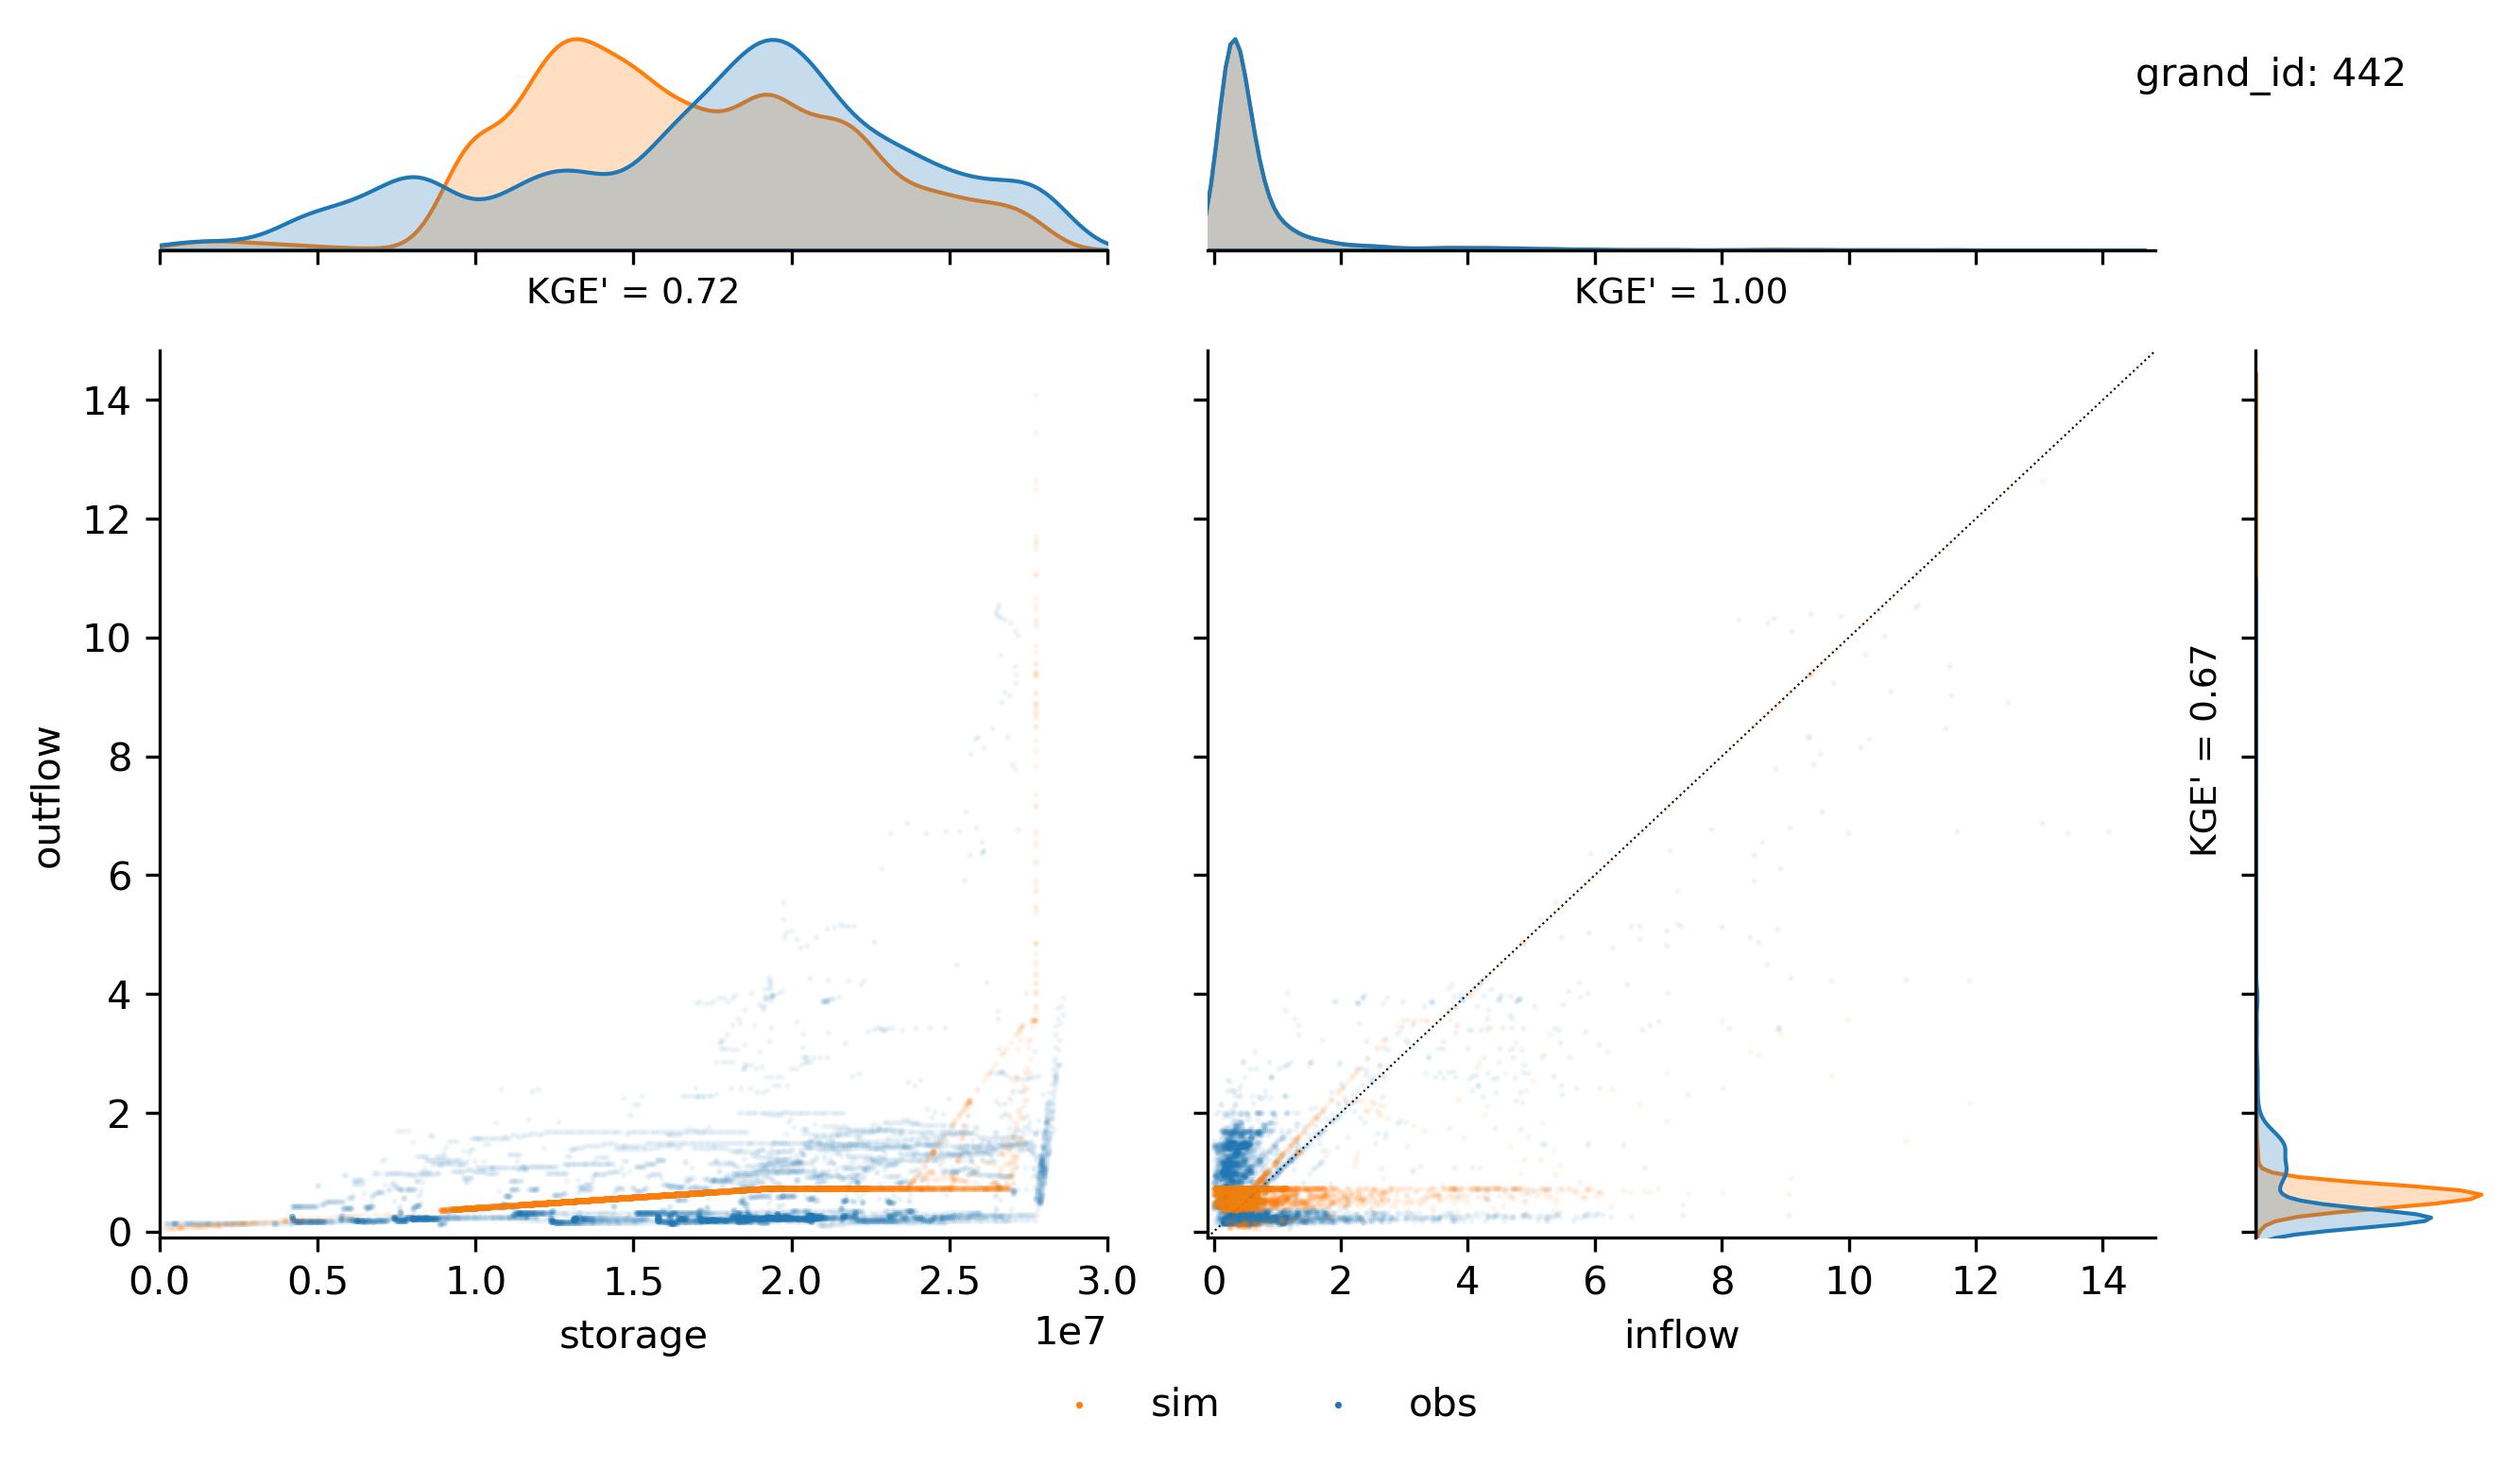 grand_id: 442
KGE' = 0.72
KGE' = 1.00
14
12
10
8
6
4
2
0
outflow
KGE' = 0.67
0.0 0.5 1.0 1.5 2.0 2.5 3.0
1e7
storage
0 2 4 6 8 10 12 14
inflow
sim obs